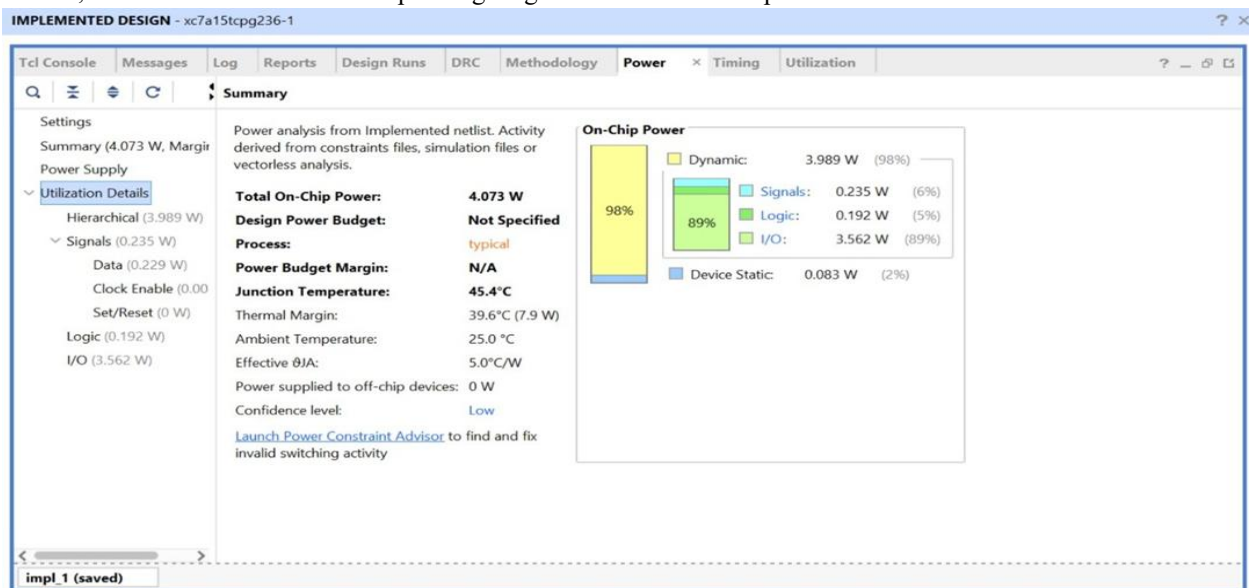 IMPLEMENTED DESIGN - xc7a15tcpg236-1 ? ×
Tcl Console Messages Log Reports Design Runs DRC Methodology Power × Timing Utilization ? _
Summary
Settings
Summary (4.073 W, Margin
Power Supply
Utilization Details
Hierarchical (3.989 W)
Signals (0.235 W)
Data (0.229 W)
Clock Enable (0.00
Set/Reset (0 W)
Logic (0.192 W)
I/O (3.562 W)
Power analysis from Implemented netlist. Activity
derived from constraints files, simulation files or
vectorless analysis.
Total On-Chip Power: 4.073 W
Design Power Budget: Not Specified
Process: typical
Power Budget Margin: N/A
Junction Temperature: 45.4°C
Thermal Margin: 39.6°C (7.9 W)
Ambient Temperature: 25.0 °C
Effective θJA: 5.0°C/W
Power supplied to off-chip devices: 0 W
Confidence level: Low
Launch Power Constraint Advisor to find and fix
invalid switching activity
On-Chip Power
Dynamic: 3.989 W (98%)
98%
89%
Signals: 0.235 W (6%)
Logic: 0.192 W (5%)
I/O: 3.562 W (89%)
Device Static: 0.083 W (2%)
impl_1 (saved)